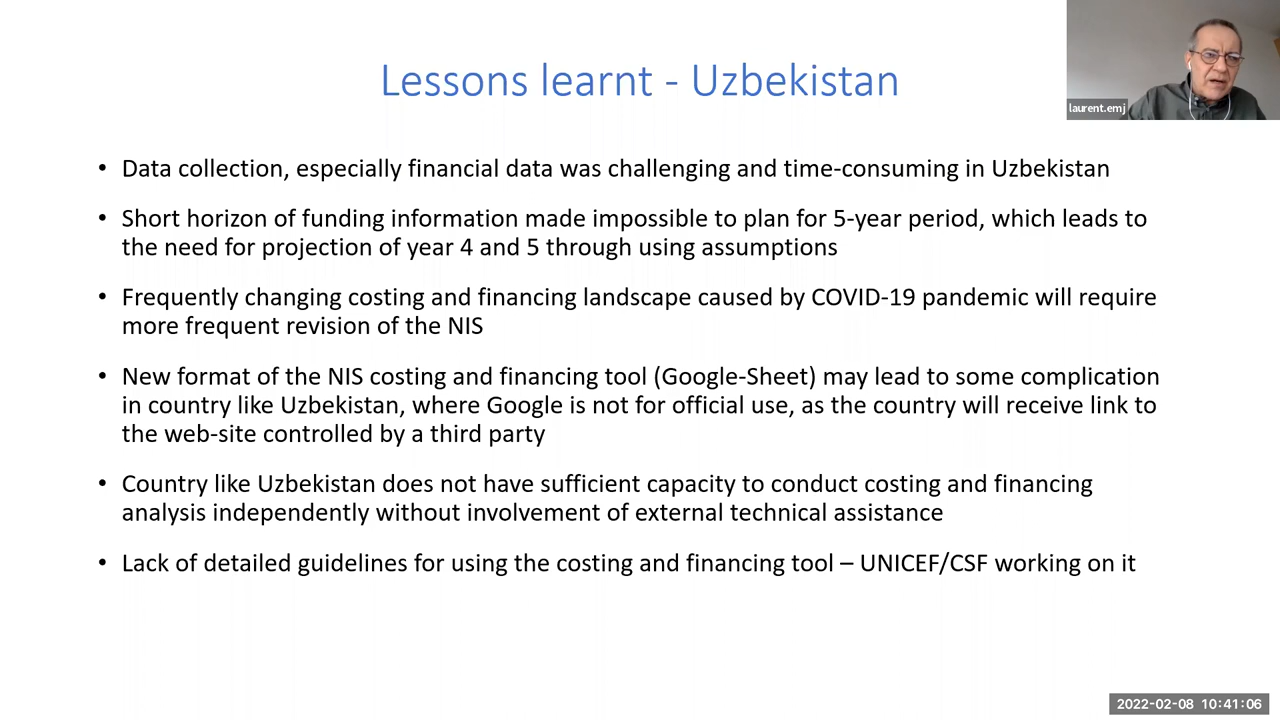 Lessons learnt - Uzbekistan
laurent.emj
• Data collection, especially financial data was challenging and time-consuming in Uzbekistan
• Short horizon of funding information made impossible to plan for 5-year period, which leads to
the need for projection of year 4 and 5 through using assumptions
• Frequently changing costing and financing landscape caused by COVID-19 pandemic will require
more frequent revision of the NIS
• New format of the NIS costing and financing tool (Google-Sheet) may lead to some complication
in country like Uzbekistan, where Google is not for official use, as the country will receive link to
the web-site controlled by a third party
• Country like Uzbekistan does not have sufficient capacity to conduct costing and financing
analysis independently without involvement of external technical assistance
• Lack of detailed guidelines for using the costing and financing tool – UNICEF/CSF working on it
2022-02-08 10:41:06